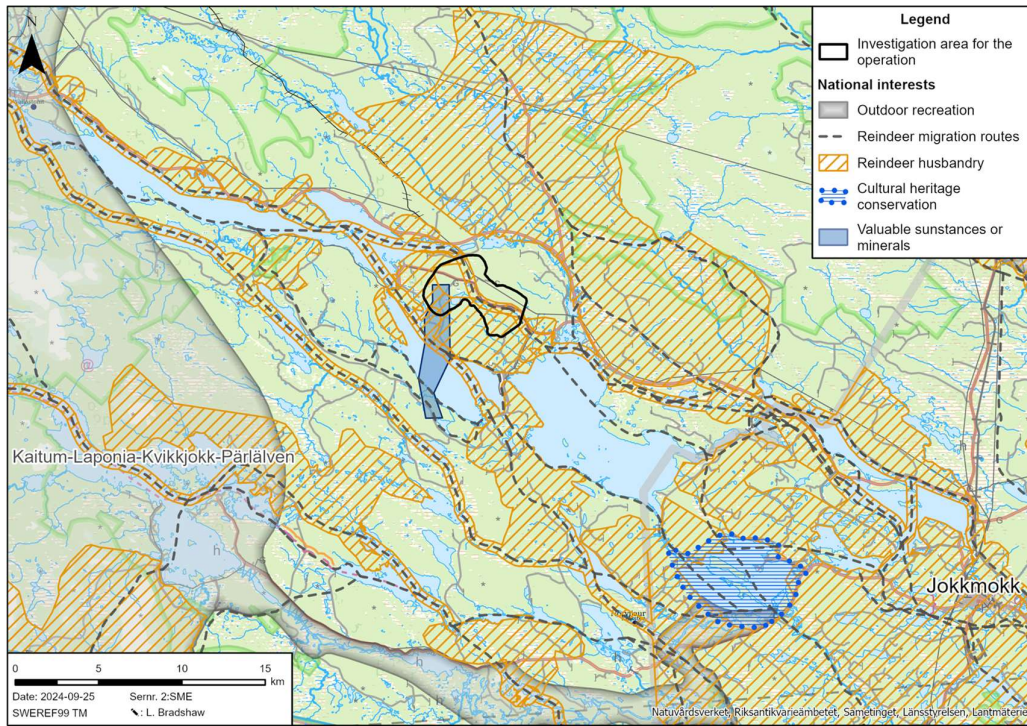 N
Legend
Investigation area for the
operation
National interests
Outdoor recreation
Reindeer migration routes
Reindeer husbandry
Cultural heritage
conservation
Valuable sunstances or
minerals
Kaitum-Laponia-Kvikkjokk-Pärlälven
Jokkmokk
0 5 10 15
km
Date: 2024-09-25 Sernr. 2:SME
SWEREF99 TM : L. Bradshaw
Naturvårdsverket, Riksantikvarieämbetet, Sametinget, Länsstyrelsen, Lantmäterie